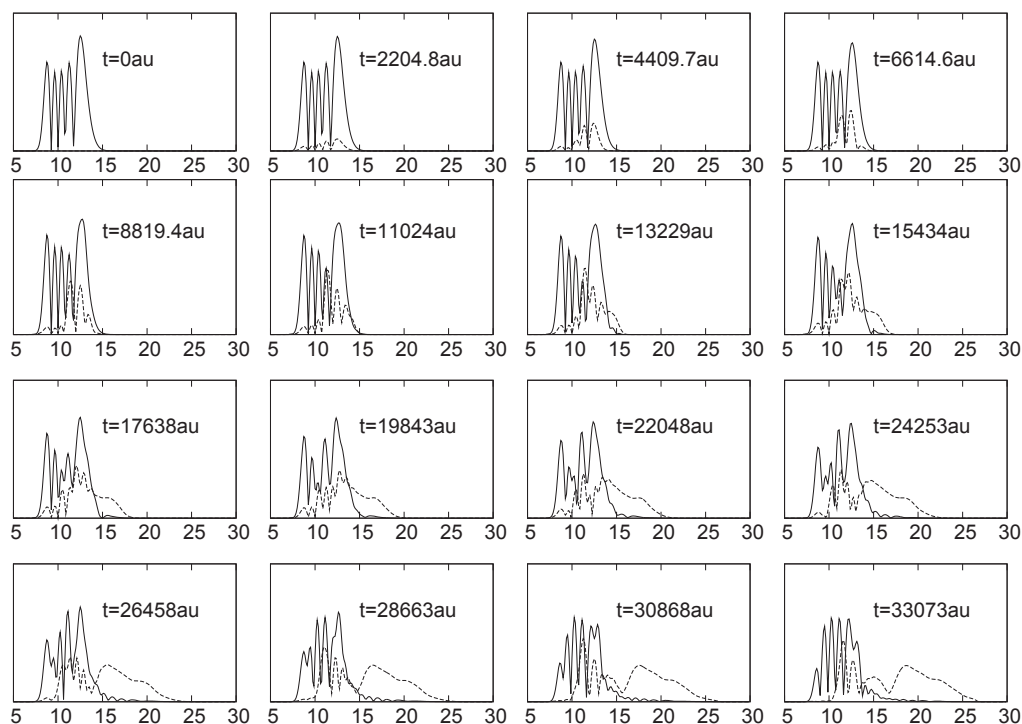 t=0au t=2204.8au t=4409.7au t=6614.6au
5 10 15 20 25 30 5 10 15 20 25 30 5 10 15 20 25 30 5 10 15 20 25 30
t=8819.4au t=11024au t=13229au t=15434au
5 10 15 20 25 30 5 10 15 20 25 30 5 10 15 20 25 30 5 10 15 20 25 30
t=17638au t=19843au t=22048au t=24253au
5 10 15 20 25 30 5 10 15 20 25 30 5 10 15 20 25 30 5 10 15 20 25 30
t=26458au t=28663au t=30868au t=33073au
5 10 15 20 25 30 5 10 15 20 25 30 5 10 15 20 25 30 5 10 15 20 25 30